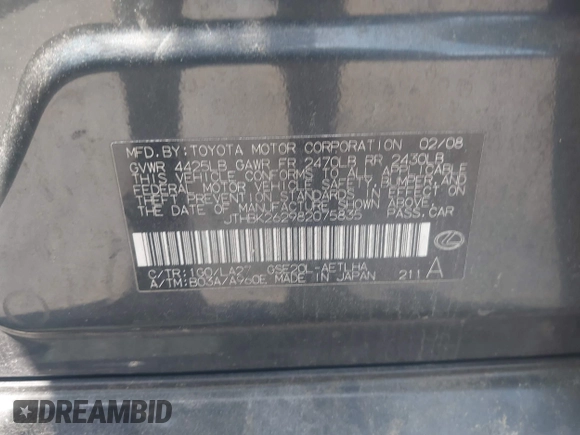 MFD.BY:TOYOTA MOTOR CORPORATION 02/08
GVWR 4425LB GAWR FR 2470LB RR 2430LB
THIS VEHICLE CONFORMS TO ALL APPLICABLE
FEDERAL MOTOR VEHICLE SAFETY, BUMPER, AND
THEFT PREVENTION STANDARDS IN EFFECT ON
THE DATE OF MANUFACTURE SHOWN ABOVE.
JTHBK262982075835 PASS.CAR
C/TR:1G0/LA27 GSE20L-AETLHA
A/TM:B03A/A960E MADE IN JAPAN 211 A
DREAMBID